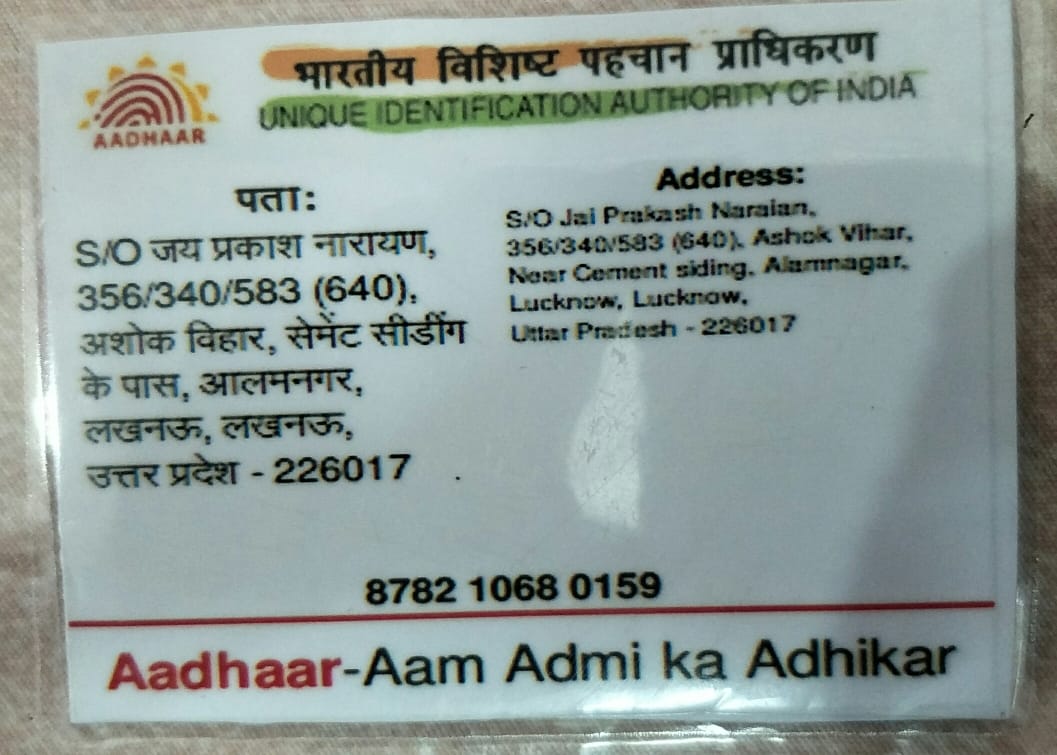 भारतीय विशिष्ट पहचान प्राधिकरण
UNIQUE IDENTIFICATION AUTHORITY OF INDIA
AADHAAR
पता:
S/O जय प्रकाश नारायण,
356/340/583 (640),
अशोक विहार, सेमेंट सीडींग
के पास, आलमनगर,
लखनऊ, लखनऊ,
उत्तर प्रदेश - 226017
Address:
S/O Jai Prakash Naraian,
356/340/583 (640), Ashok Vihar,
Near Cement siding, Alamnagar,
Lucknow, Lucknow,
Uttar Pradesh - 226017
8782 1068 0159
Aadhaar-Aam Admi ka Adhikar